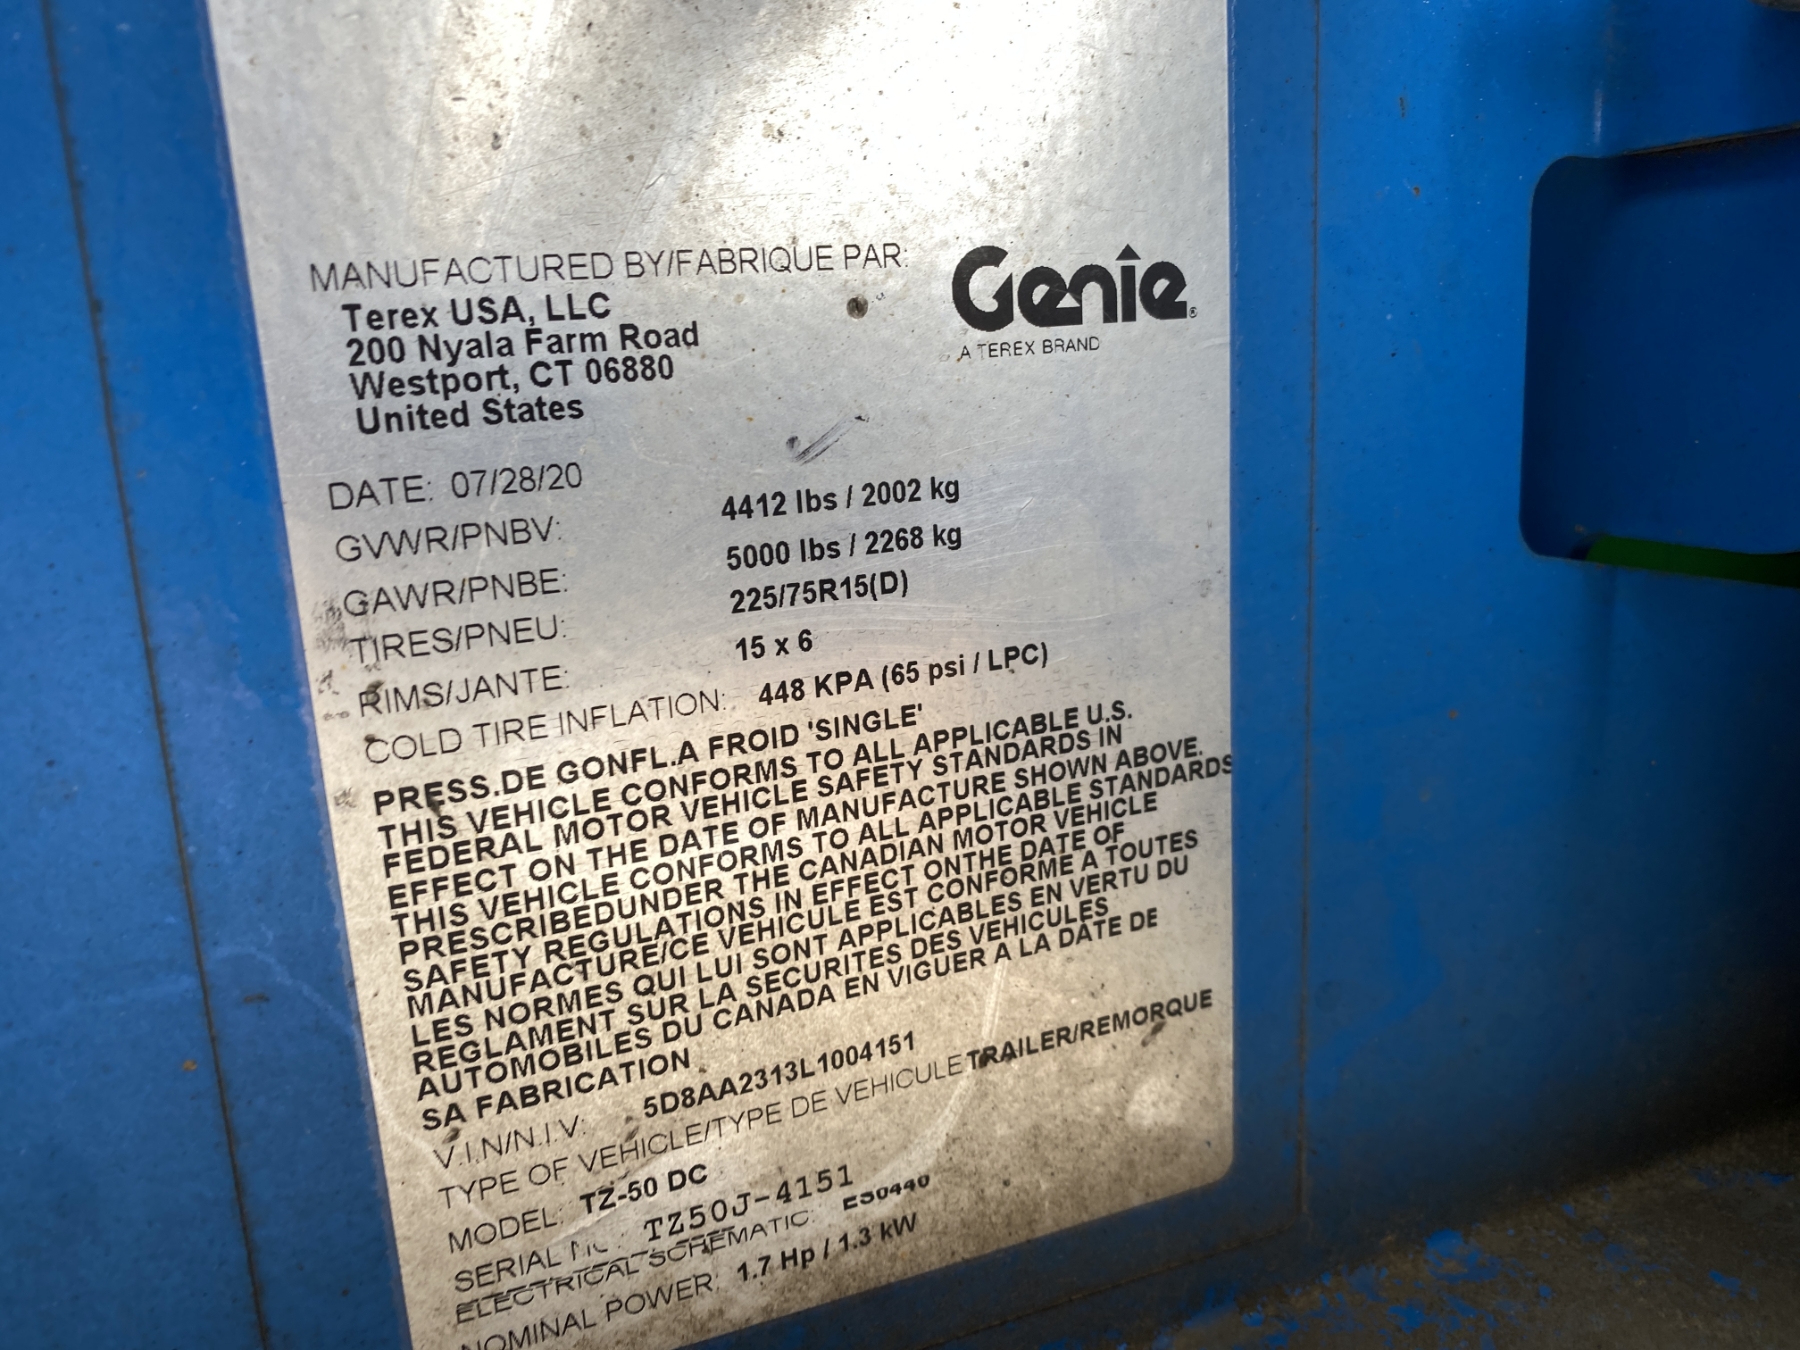 MANUFACTURED BY/FABRIQUE PAR:
Terex USA, LLC
200 Nyala Farm Road
Westport, CT 06880
United States
Genie®
A TEREX BRAND
DATE: 07/28/20
GVWR/PNBV: 4412 lbs / 2002 kg
GAWR/PNBE: 5000 lbs / 2268 kg
TIRES/PNEU: 225/75R15(D)
RIMS/JANTE: 15 x 6
COLD TIRE INFLATION: 448 KPA (65 psi / LPC)
PRESS.DE GONFL.A FROID 'SINGLE'
THIS VEHICLE CONFORMS TO ALL APPLICABLE U.S.
FEDERAL MOTOR VEHICLE SAFETY STANDARDS IN
EFFECT ON THE DATE OF MANUFACTURE SHOWN ABOVE.
THIS VEHICLE CONFORMS TO ALL APPLICABLE STANDARDS
PRESCRIBEDUNDER THE CANADIAN MOTOR VEHICLE
SAFETY REGULATIONS IN EFFECT ONTHE DATE OF
MANUFACTURE/CE VEHICULE EST CONFORME A TOUTES
LES NORMES QUI LUI SONT APPLICABLES EN VERTU DU
REGLAMENT SUR LA SECURITES DES VEHICULES
AUTOMOBILES DU CANADA EN VIGUER A LA DATE DE
SA FABRICATION
V.I.N/N.I.V: 5D8AA2313L1004151
TYPE OF VEHICLE/TYPE DE VEHICULE TRAILER/REMORQUE
MODEL: TZ-50 DC
SERIAL TZ50J-4151
ELECTRICAL SCHEMATIC: ES0440
NOMINAL POWER: 1.7 Hp / 1.3 kW